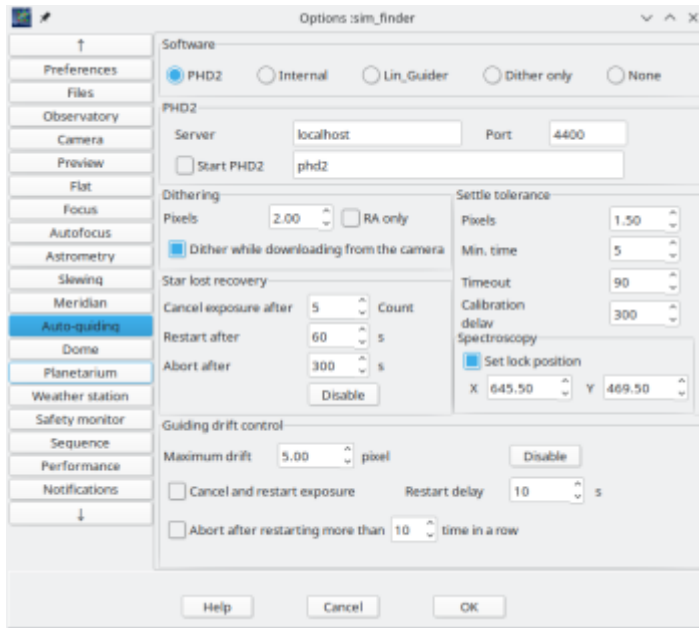 Options :sim_finder
↑
Preferences
Files
Observatory
Camera
Preview
Flat
Focus
Autofocus
Astrometry
Slewing
Meridian
Auto-guiding
Dome
Planetarium
Weather station
Safety monitor
Sequence
Performance
Notifications
↓
Software
PHD2 Internal Lin_Guider Dither only None
PHD2
Server localhost Port 4400
Start PHD2 phd2
Dithering
Pixels 2.00 RA only
Dither while downloading from the camera
Settle tolerance
Pixels 1.50
Min. time 5
Timeout 90
Calibration
delay 300
Star lost recovery
Cancel exposure after 5 Count
Restart after 60 s
Abort after 300 s
Disable
Spectroscopy
Set lock position
X 645.50 Y 469.50
Guiding drift control
Maximum drift 5.00 pixel Disable
Cancel and restart exposure Restart delay 10 s
Abort after restarting more than 10 time in a row
Help Cancel OK